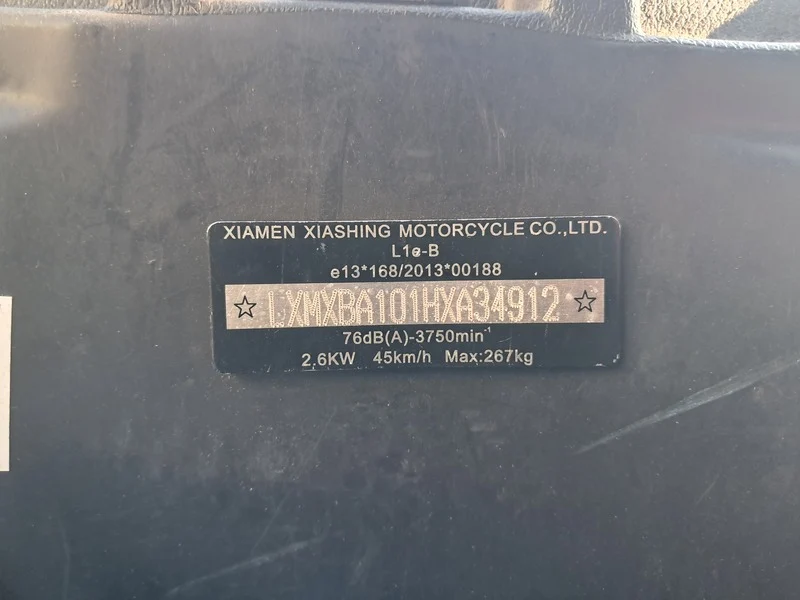 XIAMEN XIASHING MOTORCYCLE CO.,LTD.
L1e-B
e13*168/2013*00188
☆ LXMXBA101HXA34912 ☆
76dB(A)-3750min⁻¹
2.6KW 45km/h Max:267kg